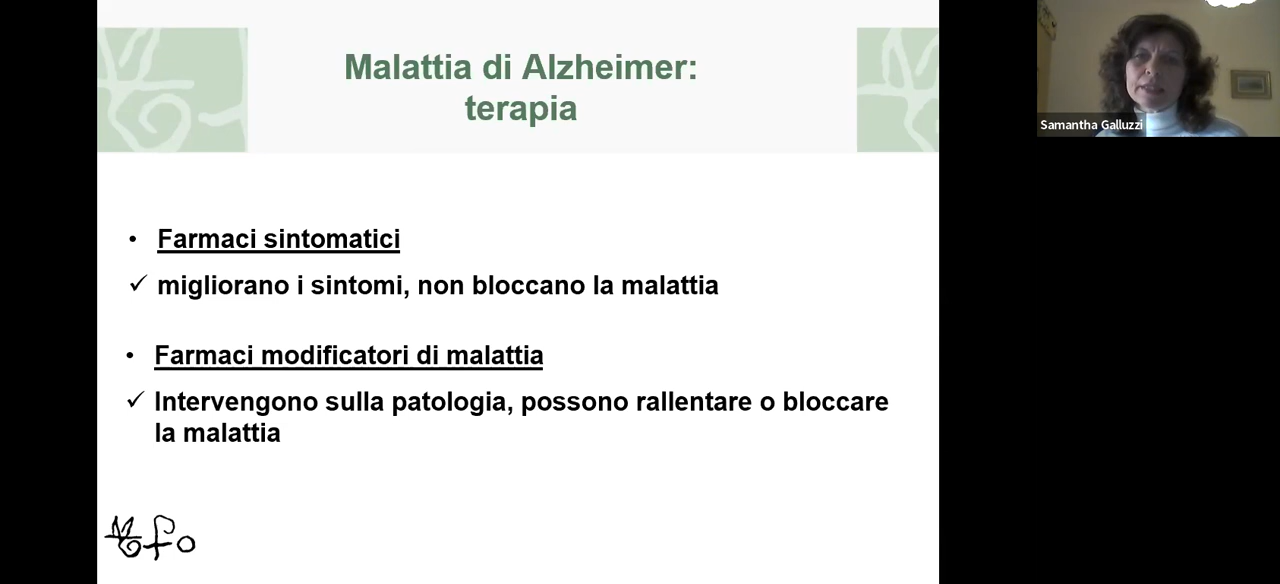 Malattia di Alzheimer:
terapia
Samantha Galluzzi
• Farmaci sintomatici
✓ migliorano i sintomi, non bloccano la malattia
• Farmaci modificatori di malattia
✓ Intervengono sulla patologia, possono rallentare o bloccare
la malattia
fo